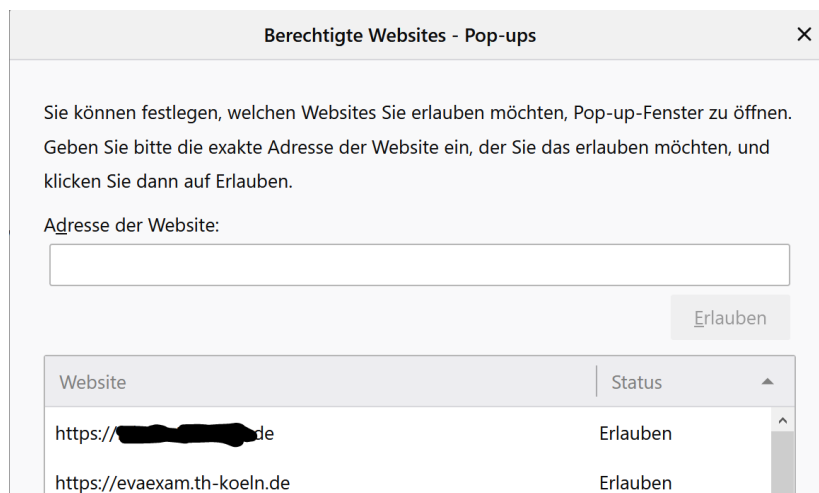 Berechtigte Websites - Pop-ups
Sie können festlegen, welchen Websites Sie erlauben möchten, Pop-up-Fenster zu öffnen.
Geben Sie bitte die exakte Adresse der Website ein, der Sie das erlauben möchten, und
klicken Sie dann auf Erlauben.
Adresse der Website:
Erlauben
Website Status
https:// de Erlauben
https://evaexam.th-koeln.de Erlauben